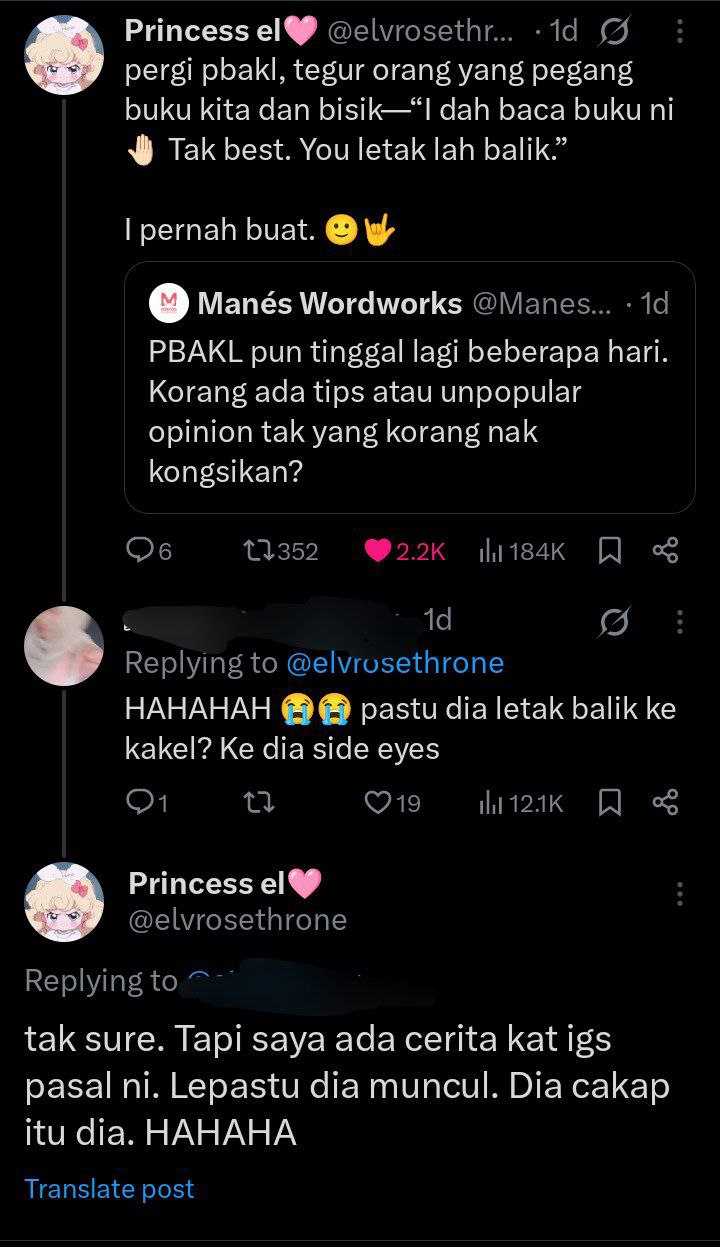 Princess el🩷 @elvrosethr... · 1d
pergi pbakl, tegur orang yang pegang
buku kita dan bisik—“I dah baca buku ni
🤚🏻 Tak best. You letak lah balik.”
I pernah buat. 🙂🤟
Manés Wordworks @Manes... · 1d
PBAKL pun tinggal lagi beberapa hari.
Korang ada tips atau unpopular
opinion tak yang korang nak
kongsikan?
6 352 2.2K 184K
1d
Replying to @elvrosethrone
HAHAHAH 😭😭 pastu dia letak balik ke
kakel? Ke dia side eyes
1 19 12.1K
Princess el🩷
@elvrosethrone
Replying to
tak sure. Tapi saya ada cerita kat igs
pasal ni. Lepastu dia muncul. Dia cakap
itu dia. HAHAHA
Translate post